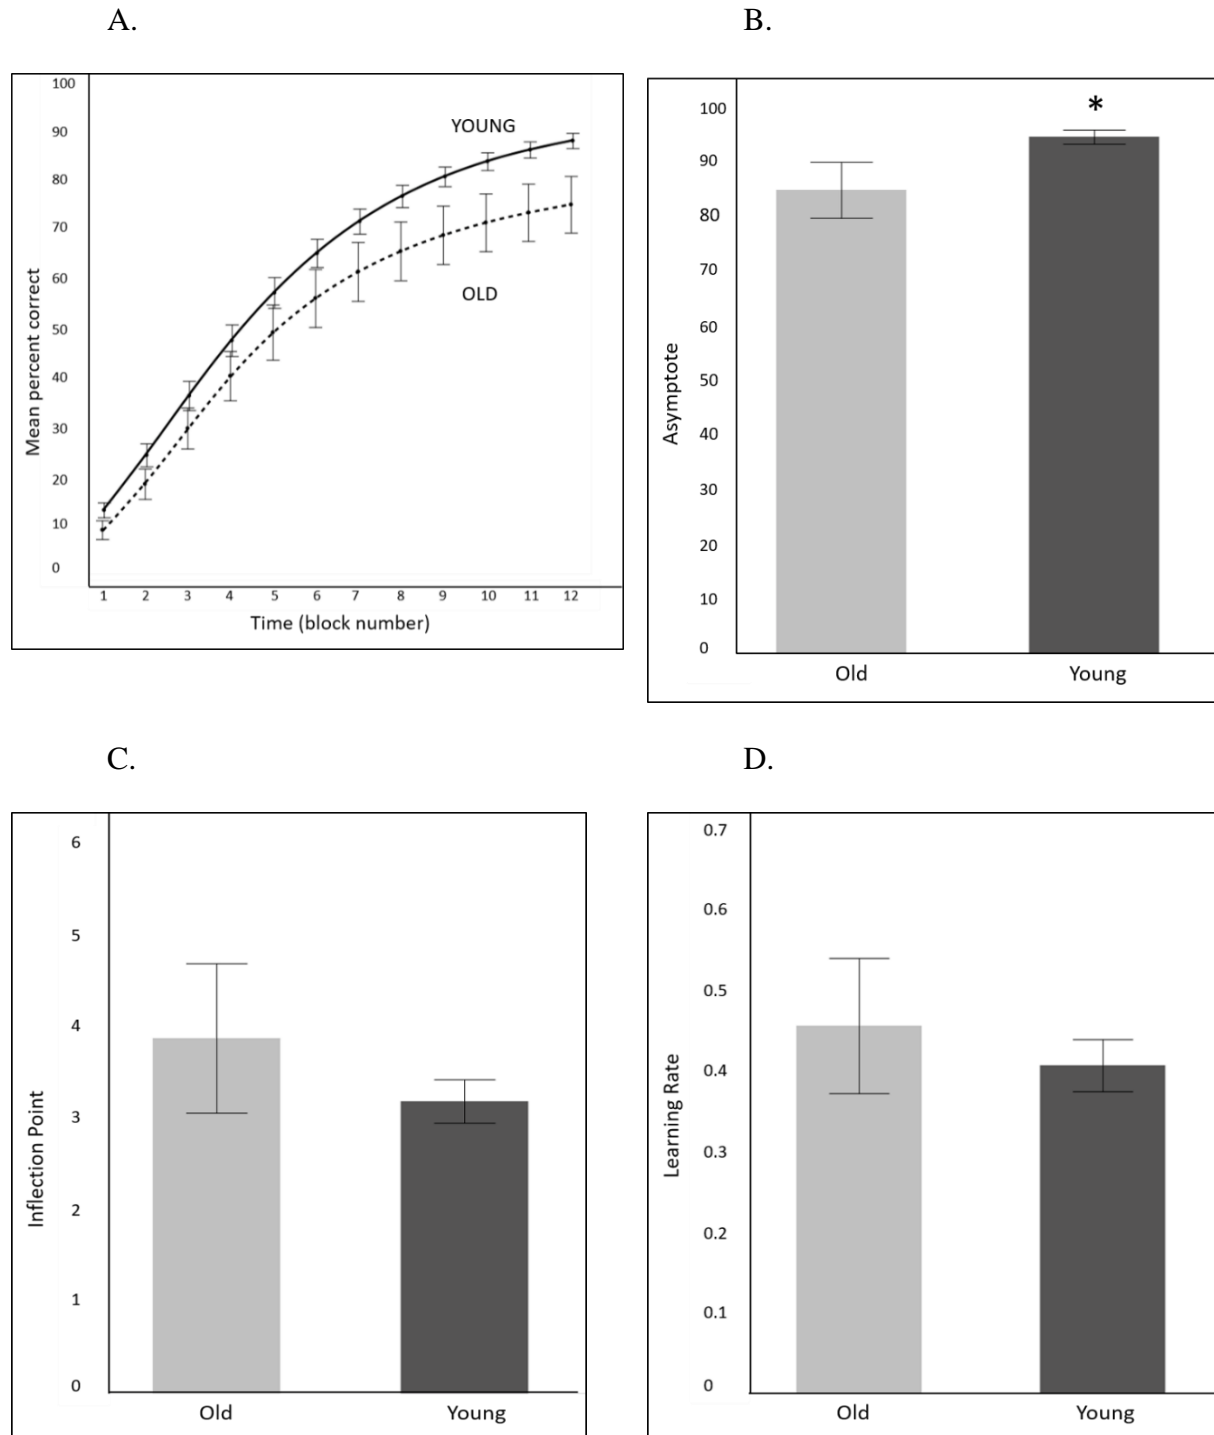 A.
100
90
80
70
60
50
40
30
20
10
0
Mean percent correct
YOUNG
OLD
1 2 3 4 5 6 7 8 9 10 11 12
Time (block number)
B.
100
90
80
70
60
50
40
30
20
10
0
Asymptote
*
Old Young
C.
6
5
4
3
2
1
0
Inflection Point
Old Young
D.
0.7
0.6
0.5
0.4
0.3
0.2
0.1
0
Learning Rate
Old Young